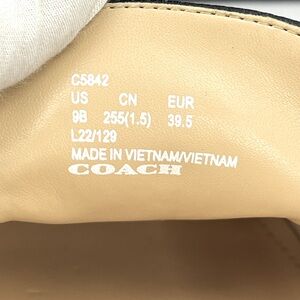 C5842
US CN EUR
9B 255(1.5) 39.5
L22/129
MADE IN VIETNAM/VIETNAM
COACH